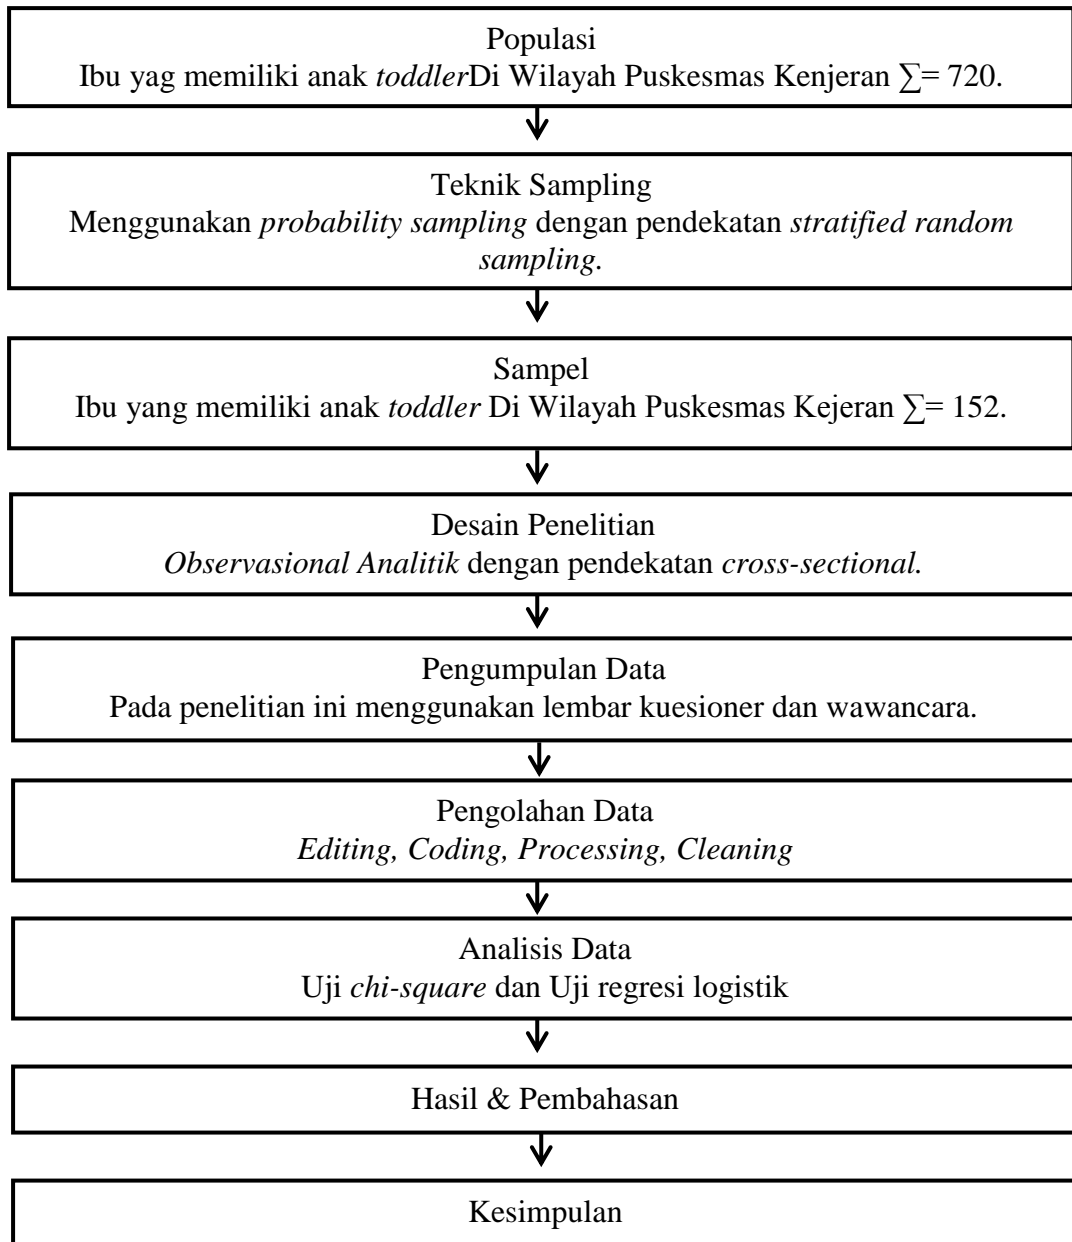 Populasi
Ibu yag memiliki anak toddlerDi Wilayah Puskesmas Kenjeran ∑= 720.
Teknik Sampling
Menggunakan probability sampling dengan pendekatan stratified random
sampling.
Sampel
Ibu yang memiliki anak toddler Di Wilayah Puskesmas Kejeran ∑= 152.
Desain Penelitian
Observasional Analitik dengan pendekatan cross-sectional.
Pengumpulan Data
Pada penelitian ini menggunakan lembar kuesioner dan wawancara.
Pengolahan Data
Editing, Coding, Processing, Cleaning
Analisis Data
Uji chi-square dan Uji regresi logistik
Hasil & Pembahasan
Kesimpulan